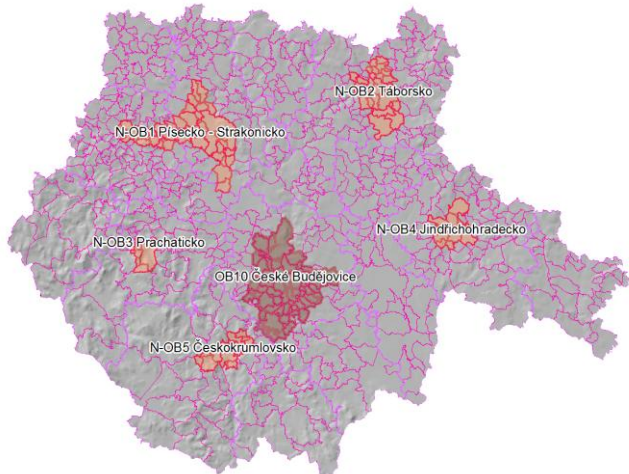 N-OB2 Táborsko
N-OB1 Písecko - Strakonicko
N-OB4 Jindřichohradecko
N-OB3 Prachaticko
OB10 České Budějovice
N-OB5 Českokrumlovsko